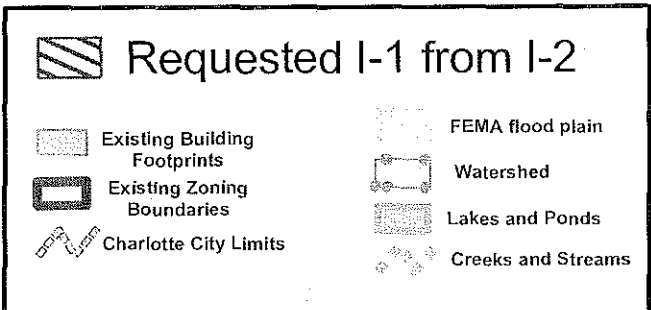 Requested I-1 from I-2
Existing Building
Footprints
Existing Zoning
Boundaries
Charlotte City Limits
FEMA flood plain
Watershed
Lakes and Ponds
Creeks and Streams